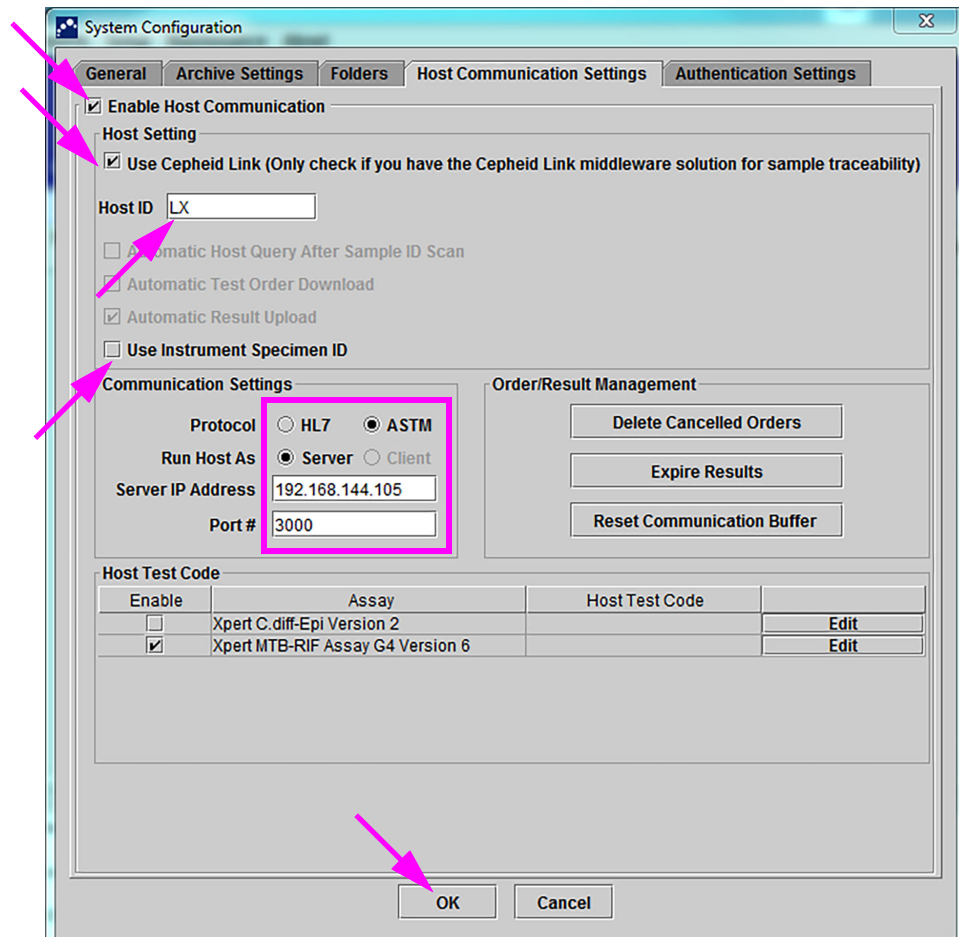 System Configuration
General Archive Settings Folders Host Communication Settings Authentication Settings
Enable Host Communication
Host Setting
Use Cepheid Link (Only check if you have the Cepheid Link middleware solution for sample traceability)
Host ID LX
Automatic Host Query After Sample ID Scan
Automatic Test Order Download
Automatic Result Upload
Use Instrument Specimen ID
Communication Settings
Protocol HL7 ASTM
Run Host As Server Client
Server IP Address 192.168.144.105
Port # 3000
Order/Result Management
Delete Cancelled Orders
Expire Results
Reset Communication Buffer
Host Test Code
Enable Assay Host Test Code
Xpert C.diff-Epi Version 2 Edit
Xpert MTB-RIF Assay G4 Version 6 Edit
OK Cancel